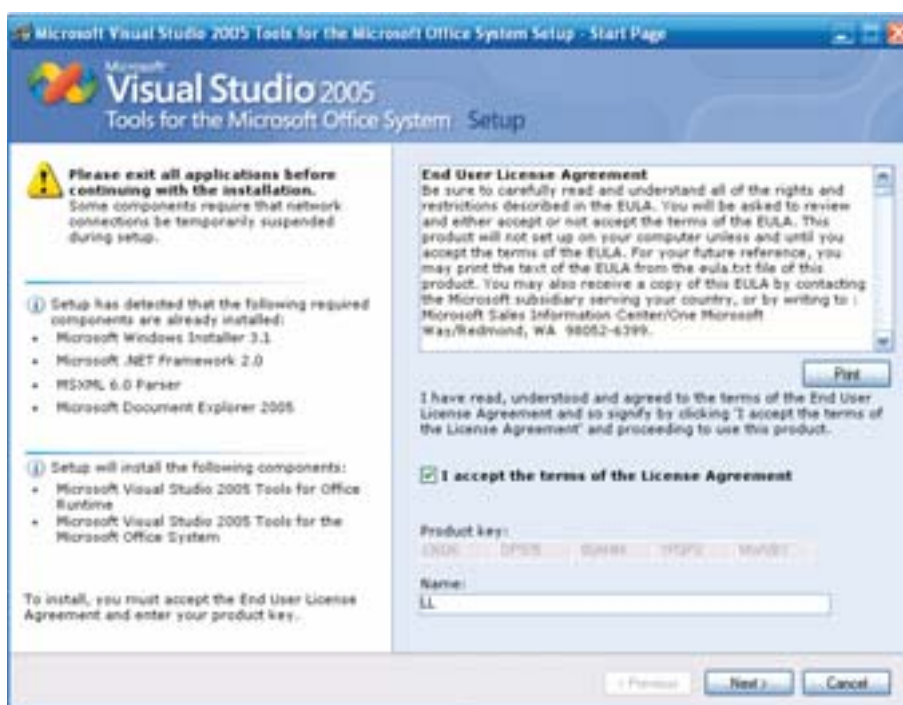 Microsoft Visual Studio 2005 Tools for the Microsoft Office System Setup - Start Page
Microsoft
Visual Studio 2005
Tools for the Microsoft Office System Setup
Please exit all applications before
continuing with the installation.
Some components require that network
connections be temporarily suspended
during setup.
Setup has detected that the following required
components are already installed:
• Microsoft Windows Installer 3.1
• Microsoft .NET Framework 2.0
• MSXML 6.0 Parser
• Microsoft Document Explorer 2005
Setup will install the following components:
• Microsoft Visual Studio 2005 Tools for Office
Runtime
• Microsoft Visual Studio 2005 Tools for the
Microsoft Office System
To install, you must accept the End User License
Agreement and enter your product key.
End User License Agreement
Be sure to carefully read and understand all of the rights and
restrictions described in the EULA. You will be asked to review
and either accept or not accept the terms of the EULA. This
product will not set up on your computer unless and until you
accept the terms of the EULA. For your future reference, you
may print the text of the EULA from the eula.txt file of this
product. You may also receive a copy of this EULA by contacting
the Microsoft subsidiary serving your country, or by writing to :
Microsoft Sales Information Center/One Microsoft
Way/Redmond, WA 98052-6399.
Print
I have read, understood and agreed to the terms of the End User
License Agreement and so signify by clicking 'I accept the terms of
the License Agreement' and proceeding to use this product.
I accept the terms of the License Agreement
Product key:
Name:
LL
< Previous
Next >
Cancel